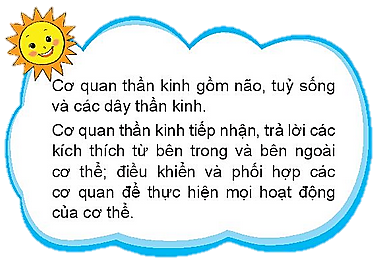 Cơ quan thần kinh gồm não, tuỷ sống
và các dây thần kinh.
Cơ quan thần kinh tiếp nhận, trả lời các
kích thích từ bên trong và bên ngoài
cơ thể; điều khiển và phối hợp các
cơ quan để thực hiện mọi hoạt động
của cơ thể.